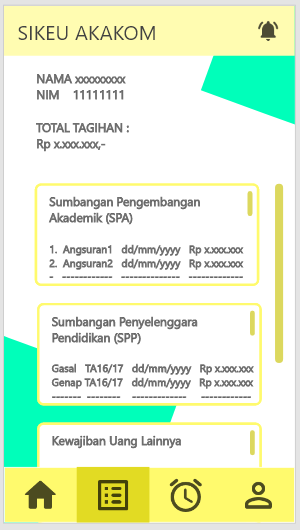 SIKEU AKAKOM
NAMA xxxxxxxxx
NIM 11111111
TOTAL TAGIHAN :
Rp x.xxx.xxx,-
Sumbangan Pengembangan
Akademik (SPA)
1. Angsuran1 dd/mm/yyyy Rp x.xxx.xxx
2. Angsuran2 dd/mm/yyyy Rp x.xxx.xxx
- ------------ -------------- -------------
Sumbangan Penyelenggara
Pendidikan (SPP)
Gasal TA16/17 dd/mm/yyyy Rp x.xxx.xxx
Genap TA16/17 dd/mm/yyyy Rp x.xxx.xxx
------- -------- ------------- ------------
Kewajiban Uang Lainnya